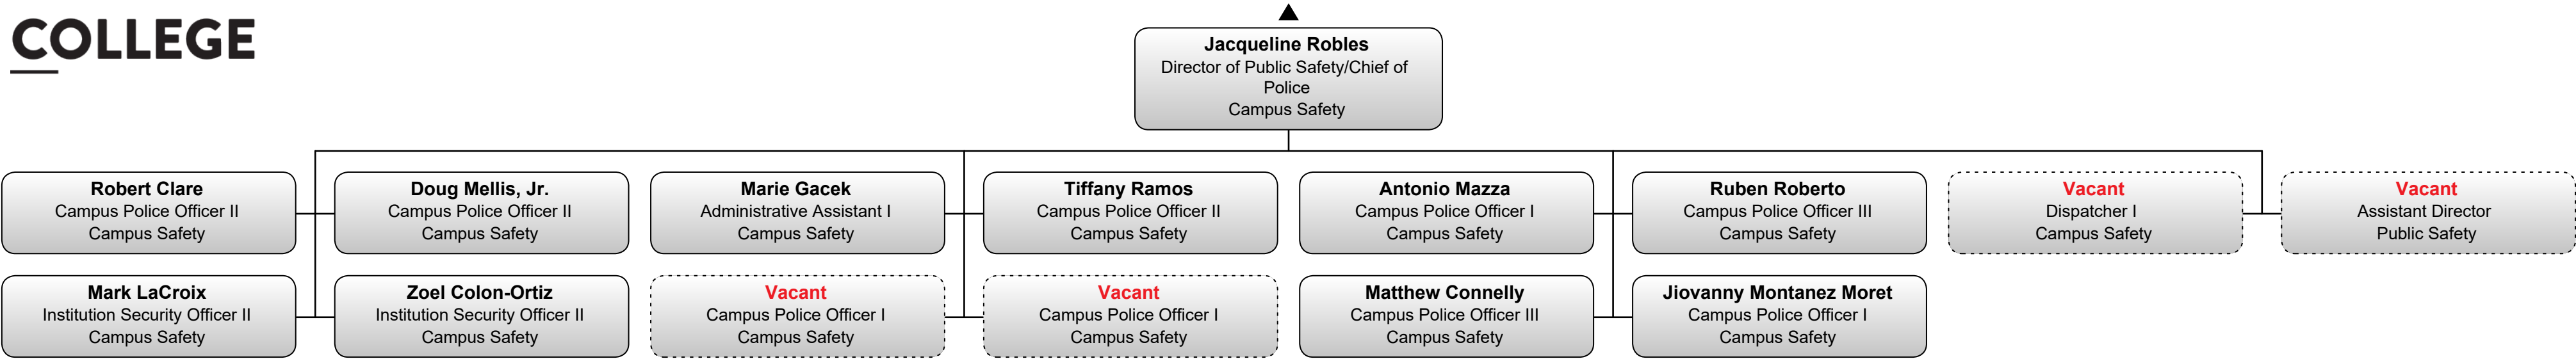 COLLEGE
Jacqueline Robles
Director of Public Safety/Chief of
Police
Campus Safety
Robert Clare
Campus Police Officer II
Campus Safety
Doug Mellis, Jr.
Campus Police Officer II
Campus Safety
Marie Gacek
Administrative Assistant I
Campus Safety
Tiffany Ramos
Campus Police Officer II
Campus Safety
Antonio Mazza
Campus Police Officer I
Campus Safety
Ruben Roberto
Campus Police Officer III
Campus Safety
Vacant
Dispatcher I
Campus Safety
Vacant
Assistant Director
Public Safety
Mark LaCroix
Institution Security Officer II
Campus Safety
Zoel Colon-Ortiz
Institution Security Officer II
Campus Safety
Vacant
Campus Police Officer I
Campus Safety
Vacant
Campus Police Officer I
Campus Safety
Matthew Connelly
Campus Police Officer III
Campus Safety
Jiovanny Montanez Moret
Campus Police Officer I
Campus Safety